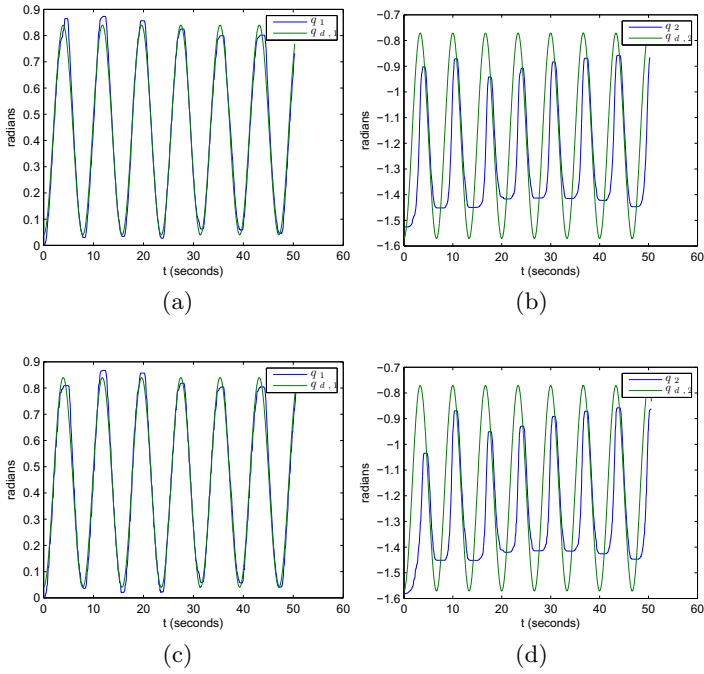 0.9
0.8
0.7
0.6
0.5
0.4
0.3
0.2
0.1
0
radians
0 10 20 30 40 50 60
t (seconds)
q 1
q d , 1
(a)
−0.7
−0.8
−0.9
−1
−1.1
−1.2
−1.3
−1.4
−1.5
−1.6
radians
0 10 20 30 40 50 60
t (seconds)
q 2
q d , 2
(b)
0.9
0.8
0.7
0.6
0.5
0.4
0.3
0.2
0.1
0
radians
0 10 20 30 40 50 60
t (seconds)
q 1
q d , 1
(c)
−0.7
−0.8
−0.9
−1
−1.1
−1.2
−1.3
−1.4
−1.5
−1.6
radians
0 10 20 30 40 50 60
t (seconds)
q 2
q d , 2
(d)